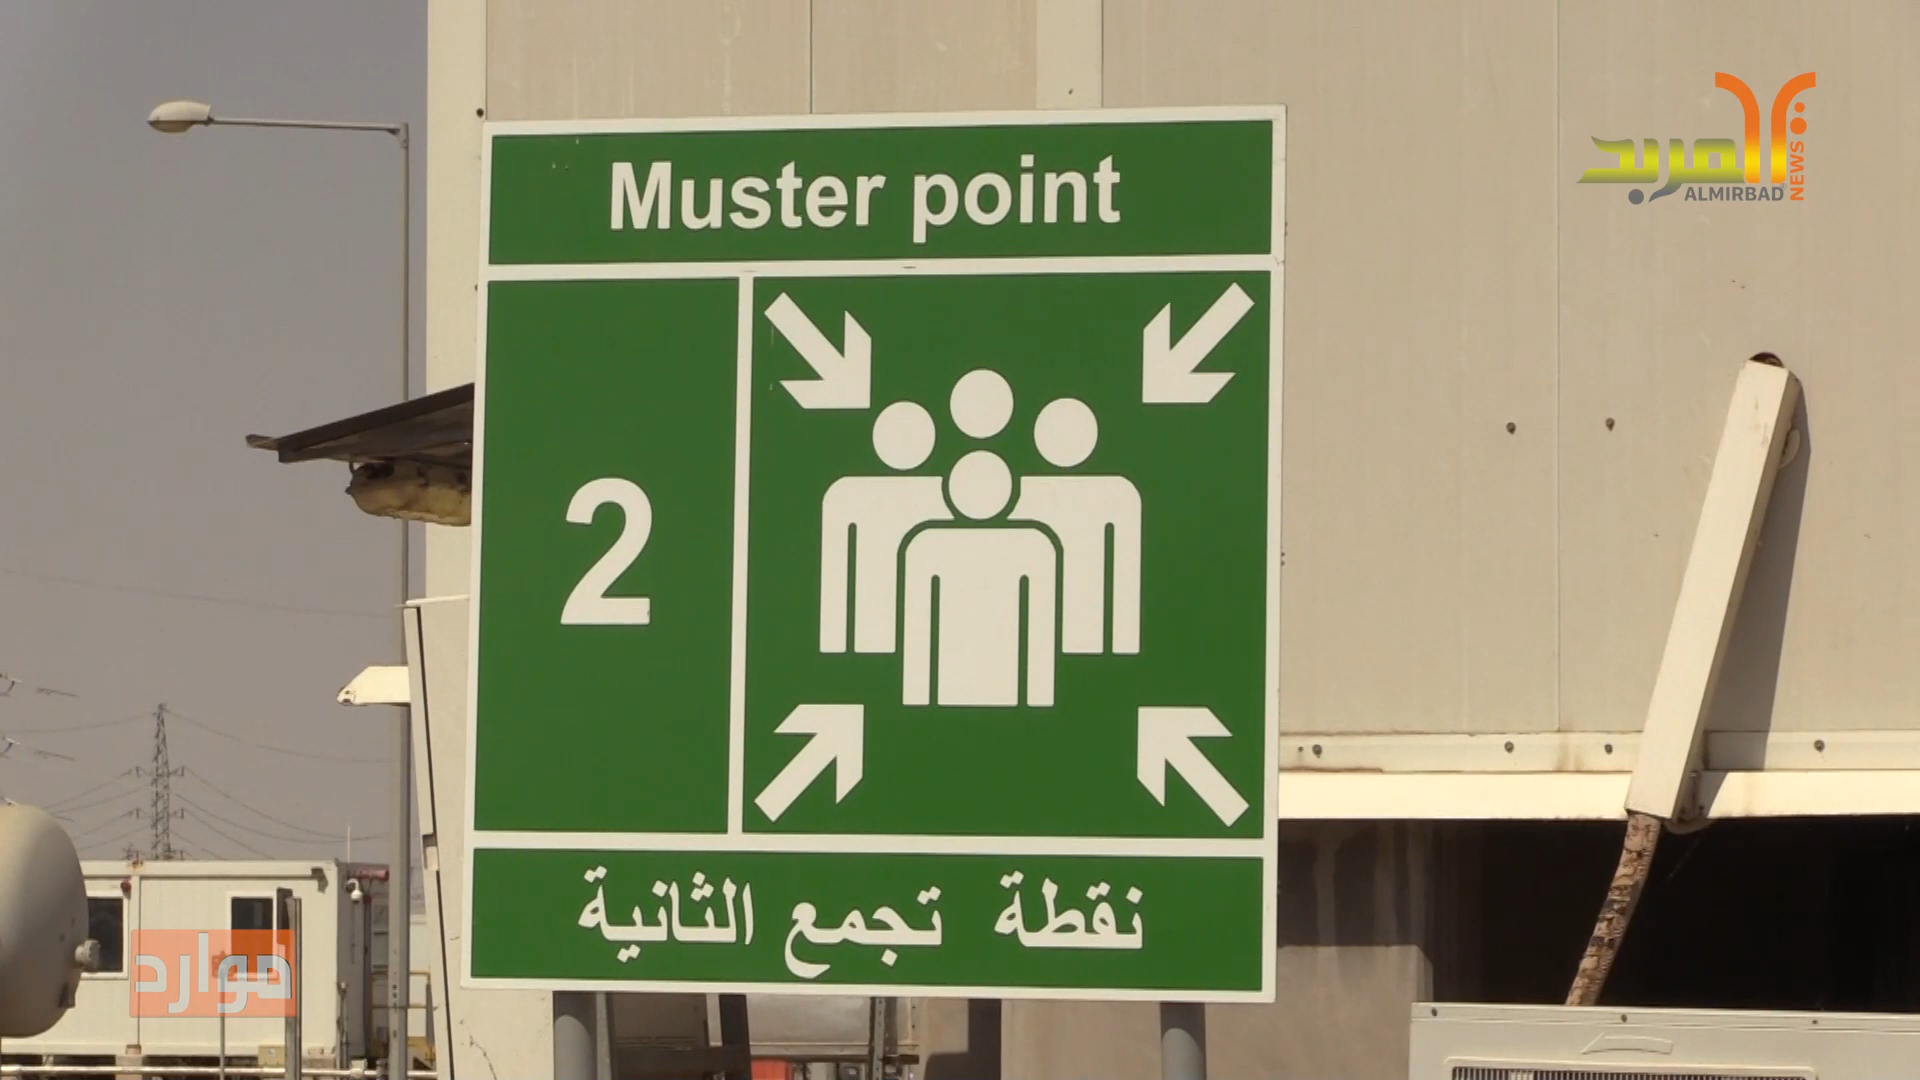 Muster point
2
نقطة تجمع الثانية
المربد
ALMIRBAD
NEWS
موارد